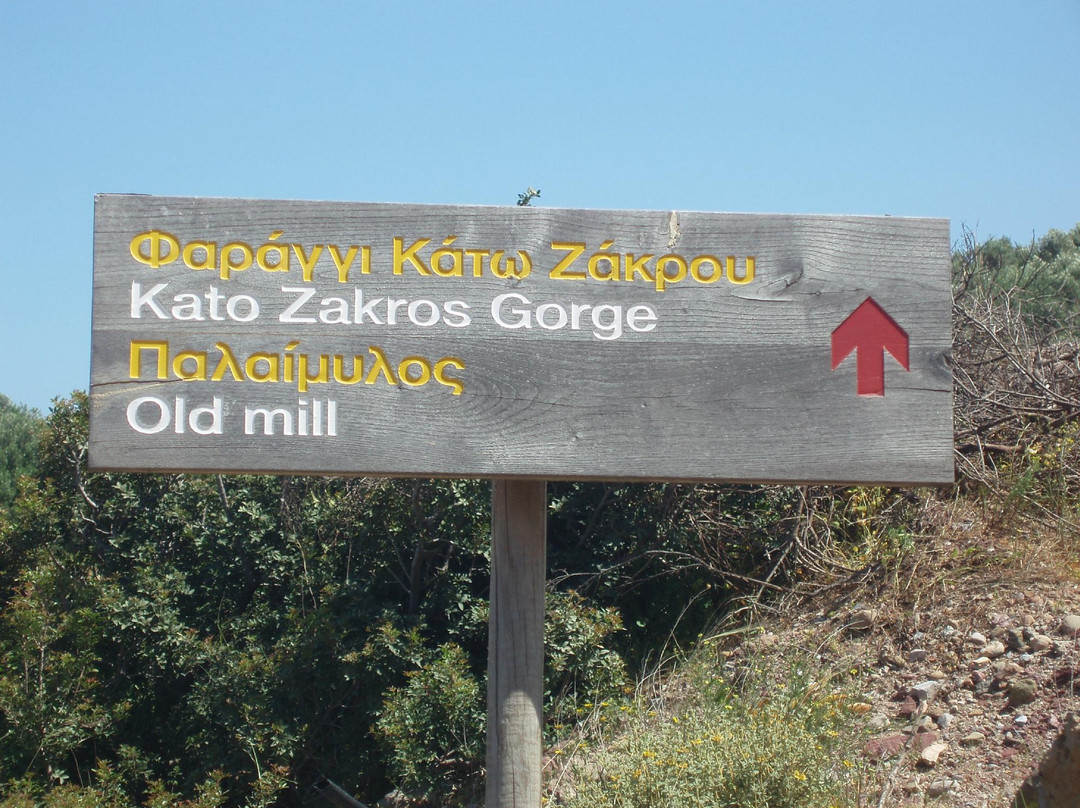 Φαράγγι Κάτω Ζάκρου
Kato Zakros Gorge
Παλαίμυλος
Old mill